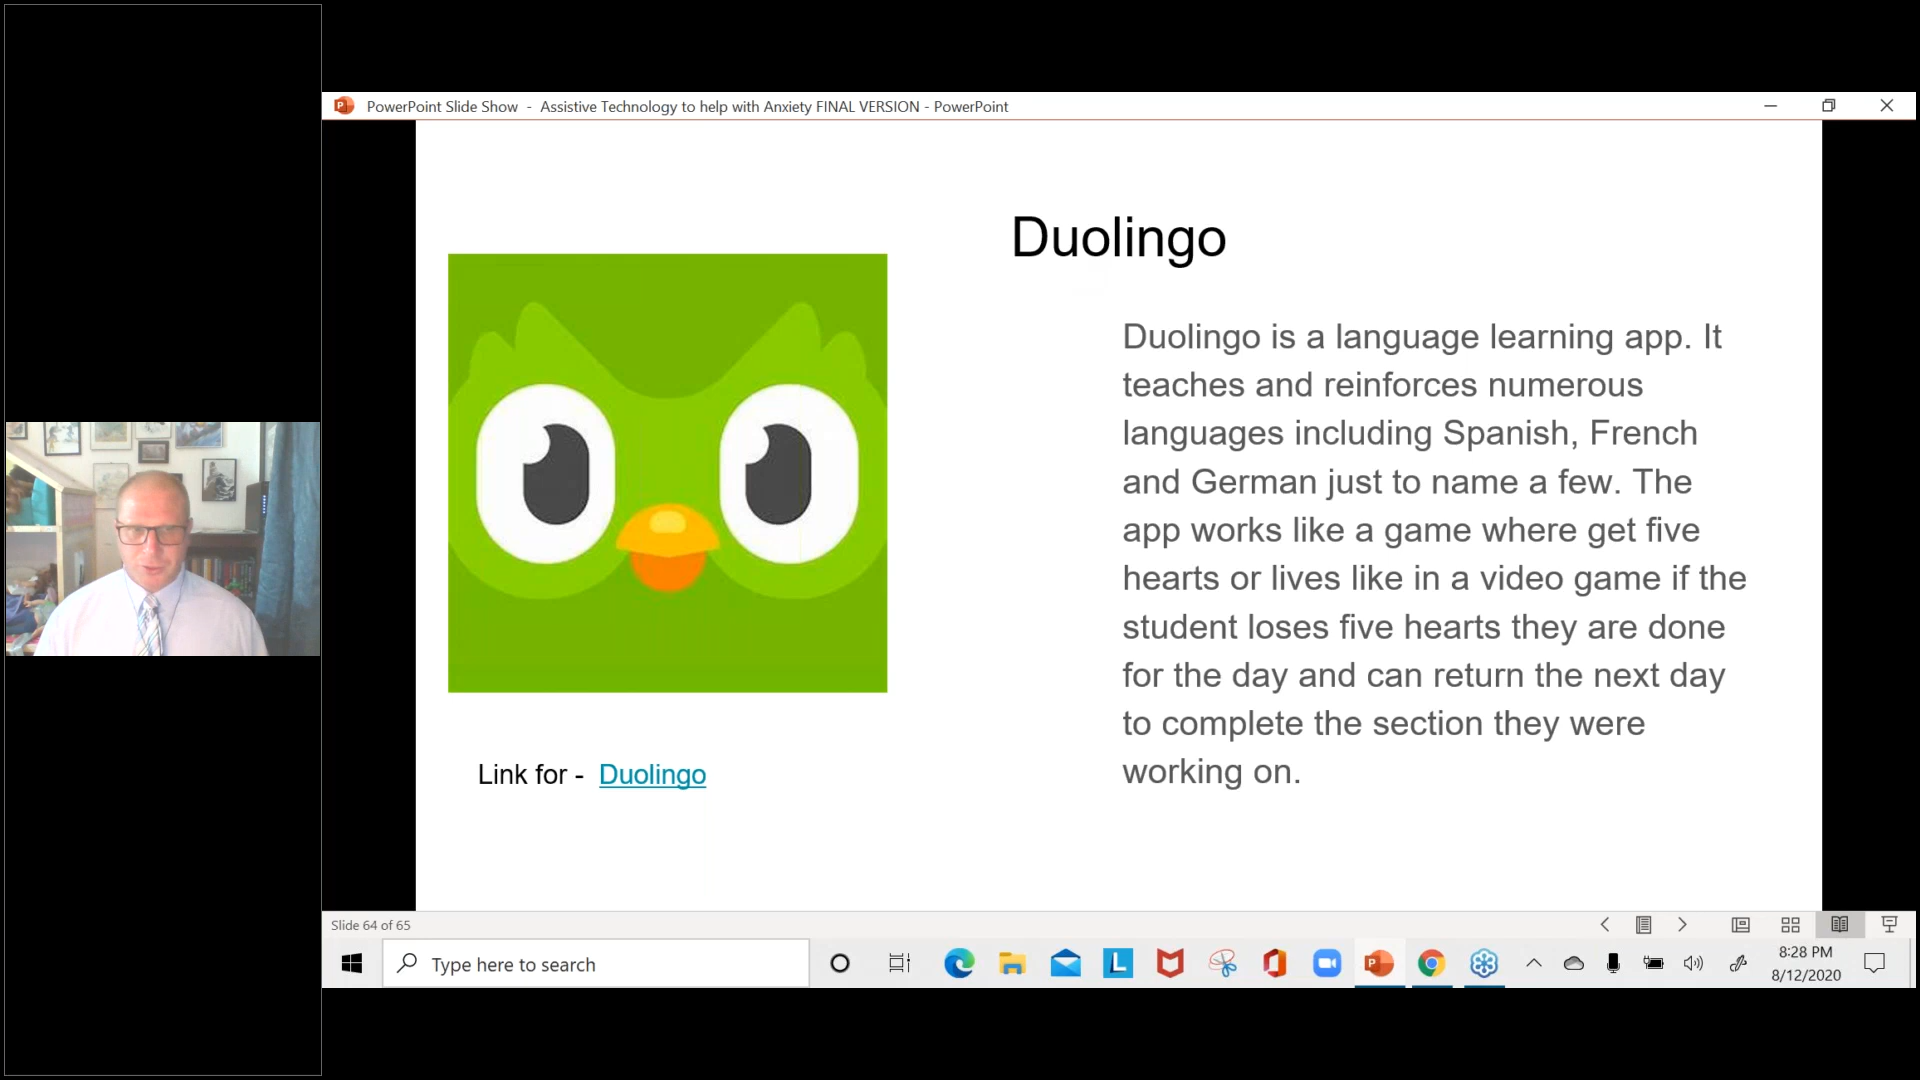 PowerPoint Slide Show - Assistive Technology to help with Anxiety FINAL VERSION - PowerPoint
Duolingo
Duolingo is a language learning app. It
teaches and reinforces numerous
languages including Spanish, French
and German just to name a few. The
app works like a game where get five
hearts or lives like in a video game if the
student loses five hearts they are done
for the day and can return the next day
to complete the section they were
working on.
Link for - Duolingo
Slide 64 of 65
Type here to search
8:28 PM
8/12/2020